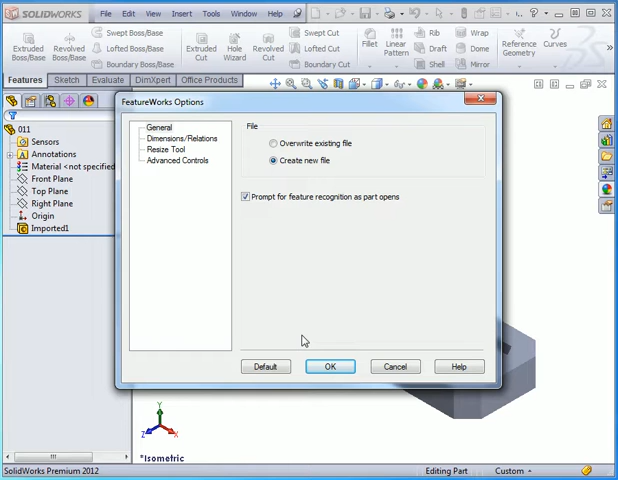 SOLIDWORKS File Edit View Insert Tools Window Help
Extruded Boss/Base
Revolved Boss/Base
Swept Boss/Base
Lofted Boss/Base
Boundary Boss/Base
Extruded Cut
Hole Wizard
Revolved Cut
Swept Cut
Lofted Cut
Boundary Cut
Fillet
Linear Pattern
Rib
Draft
Shell
Wrap
Dome
Mirror
Reference Geometry
Curves
Features Sketch Evaluate DimXpert Office Products
011
Sensors
Annotations
Material <not specified
Front Plane
Top Plane
Right Plane
Origin
Imported1
FeatureWorks Options
General
Dimensions/Relations
Resize Tool
Advanced Controls
File
Overwrite existing file
Create new file
Prompt for feature recognition as part opens
Default OK Cancel Help
Y
Z X
*Isometric
SolidWorks Premium 2012 Editing Part Custom